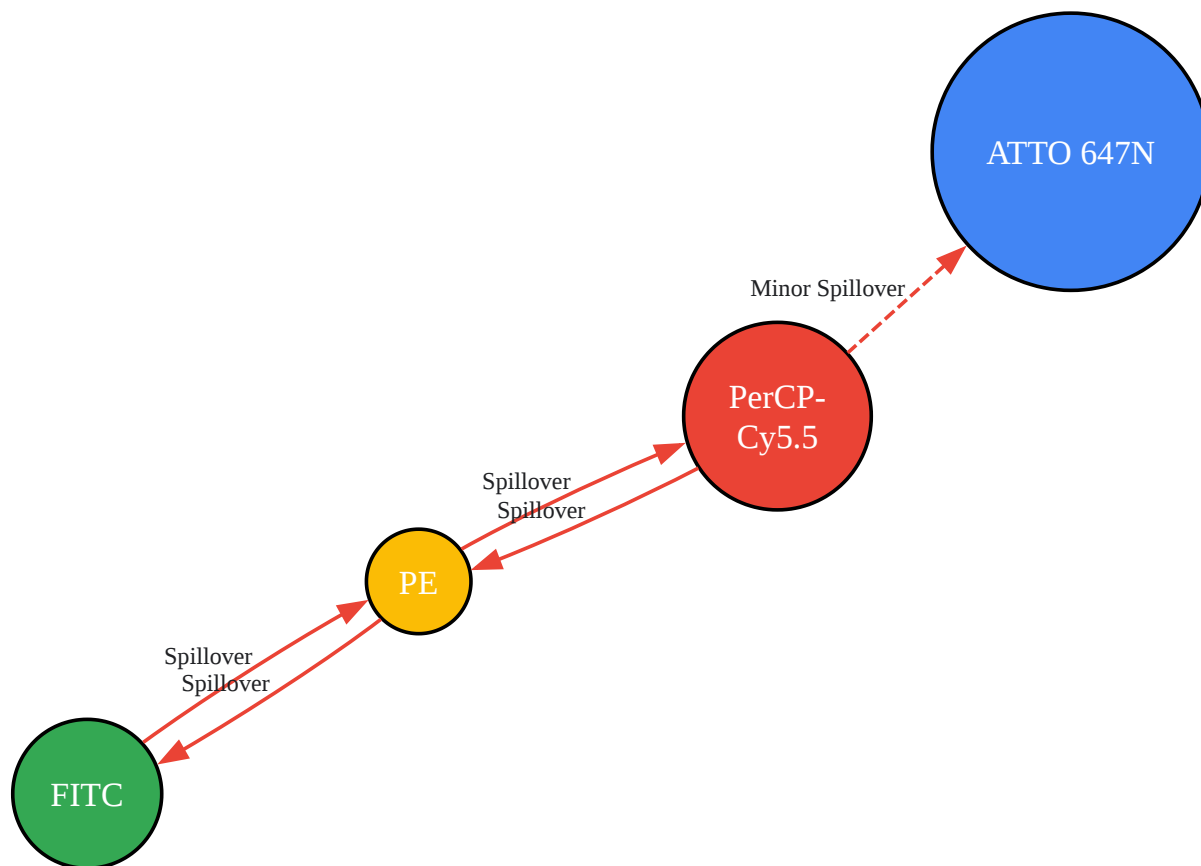 ATTO 647N
Minor Spillover
PerCP-
Cy5.5
Spillover
Spillover
PE
Spillover
Spillover
FITC